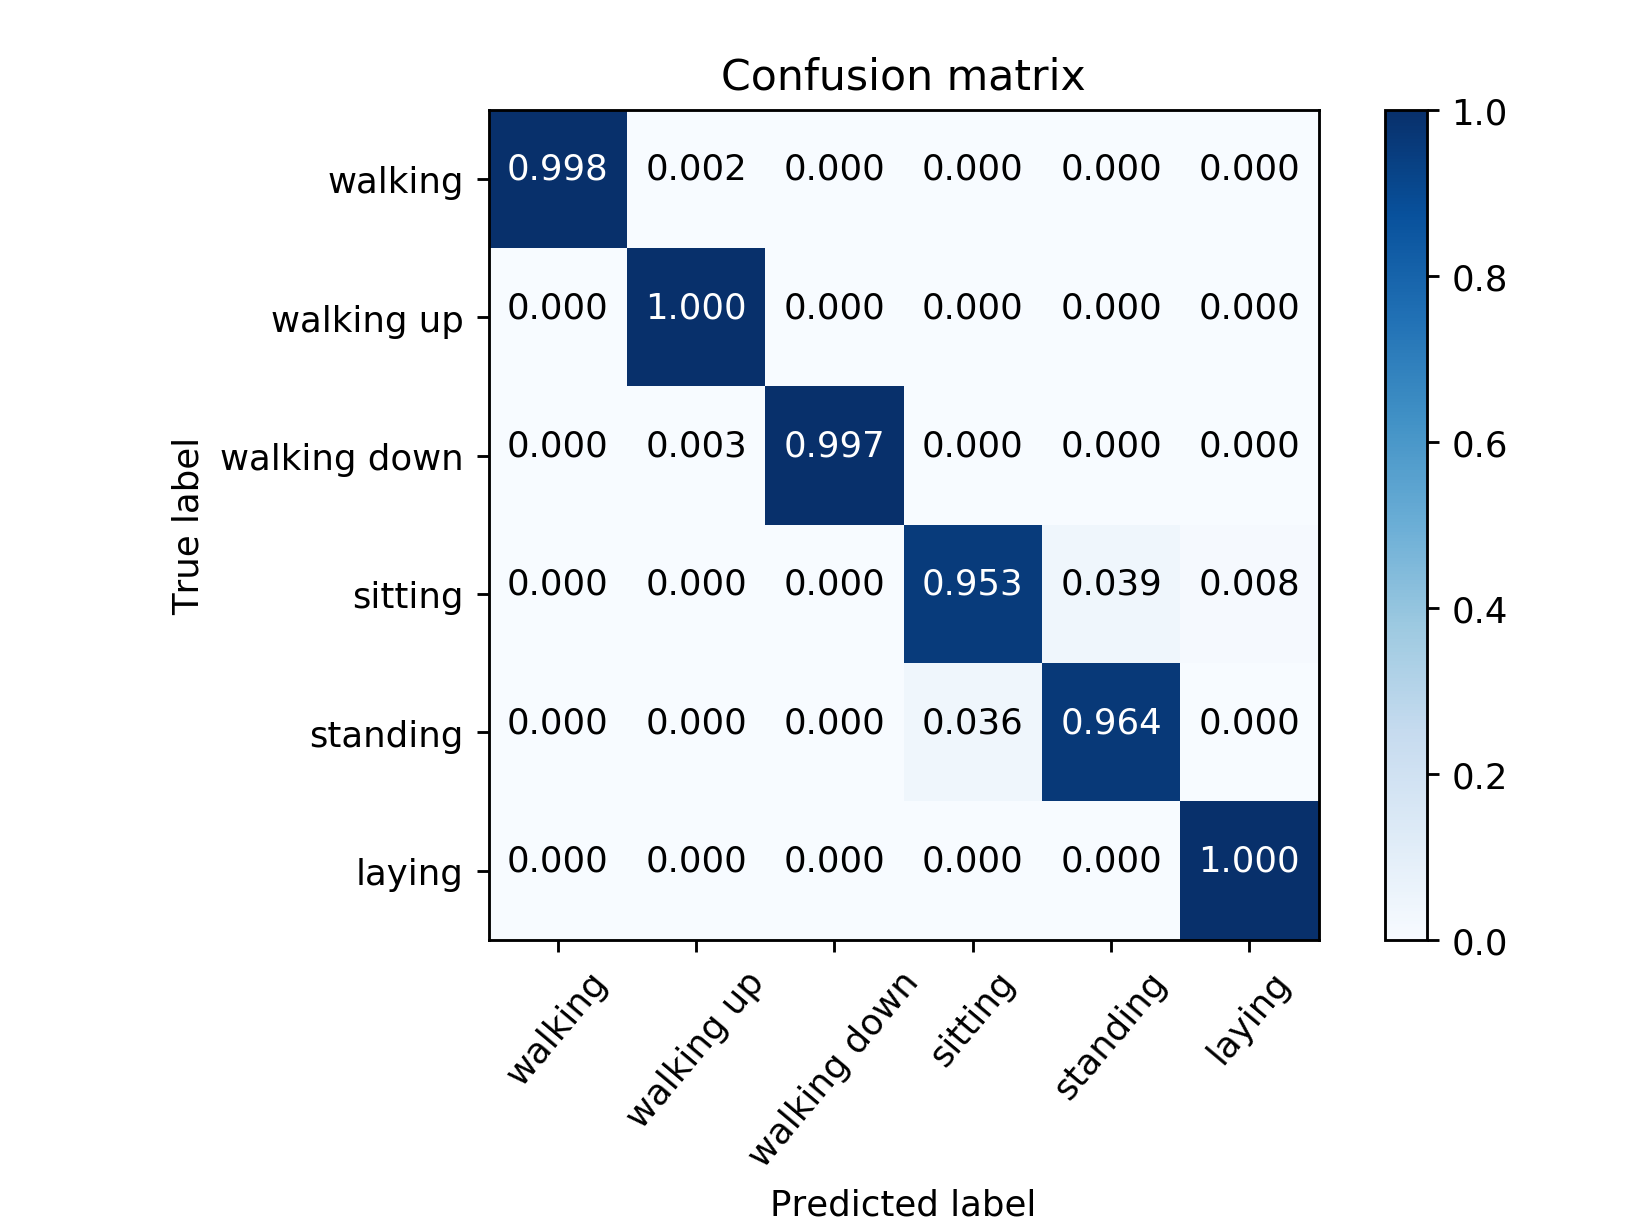 Confusion matrix
walking 0.998 0.002 0.000 0.000 0.000 0.000
walking up 0.000 1.000 0.000 0.000 0.000 0.000
walking down 0.000 0.003 0.997 0.000 0.000 0.000
sitting 0.000 0.000 0.000 0.953 0.039 0.008
standing 0.000 0.000 0.000 0.036 0.964 0.000
laying 0.000 0.000 0.000 0.000 0.000 1.000
True label
walking
walking up
walking down
sitting
standing
laying
Predicted label
1.0
0.8
0.6
0.4
0.2
0.0